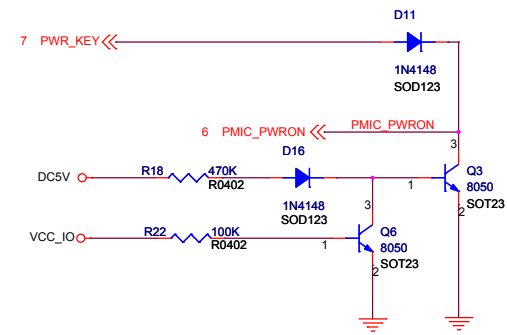 D11
7 PWR_KEY
1N4148
SOD123
6 PMIC_PWRON
PMIC_PWRON
3
D16
Q3
DC5V
R18
470K
R0402
1
8050
1N4148
SOD123
3
SOT23
2
VCC_IO
R22
100K
R0402
1
Q6
8050
SOT23
2